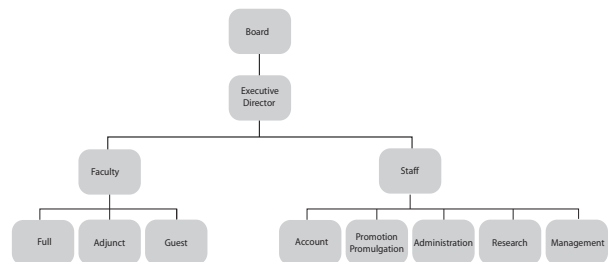 Board
Executive
Director
Faculty
Staff
Full
Adjunct
Guest
Account
Promotion
Promulgation
Administration
Research
Management